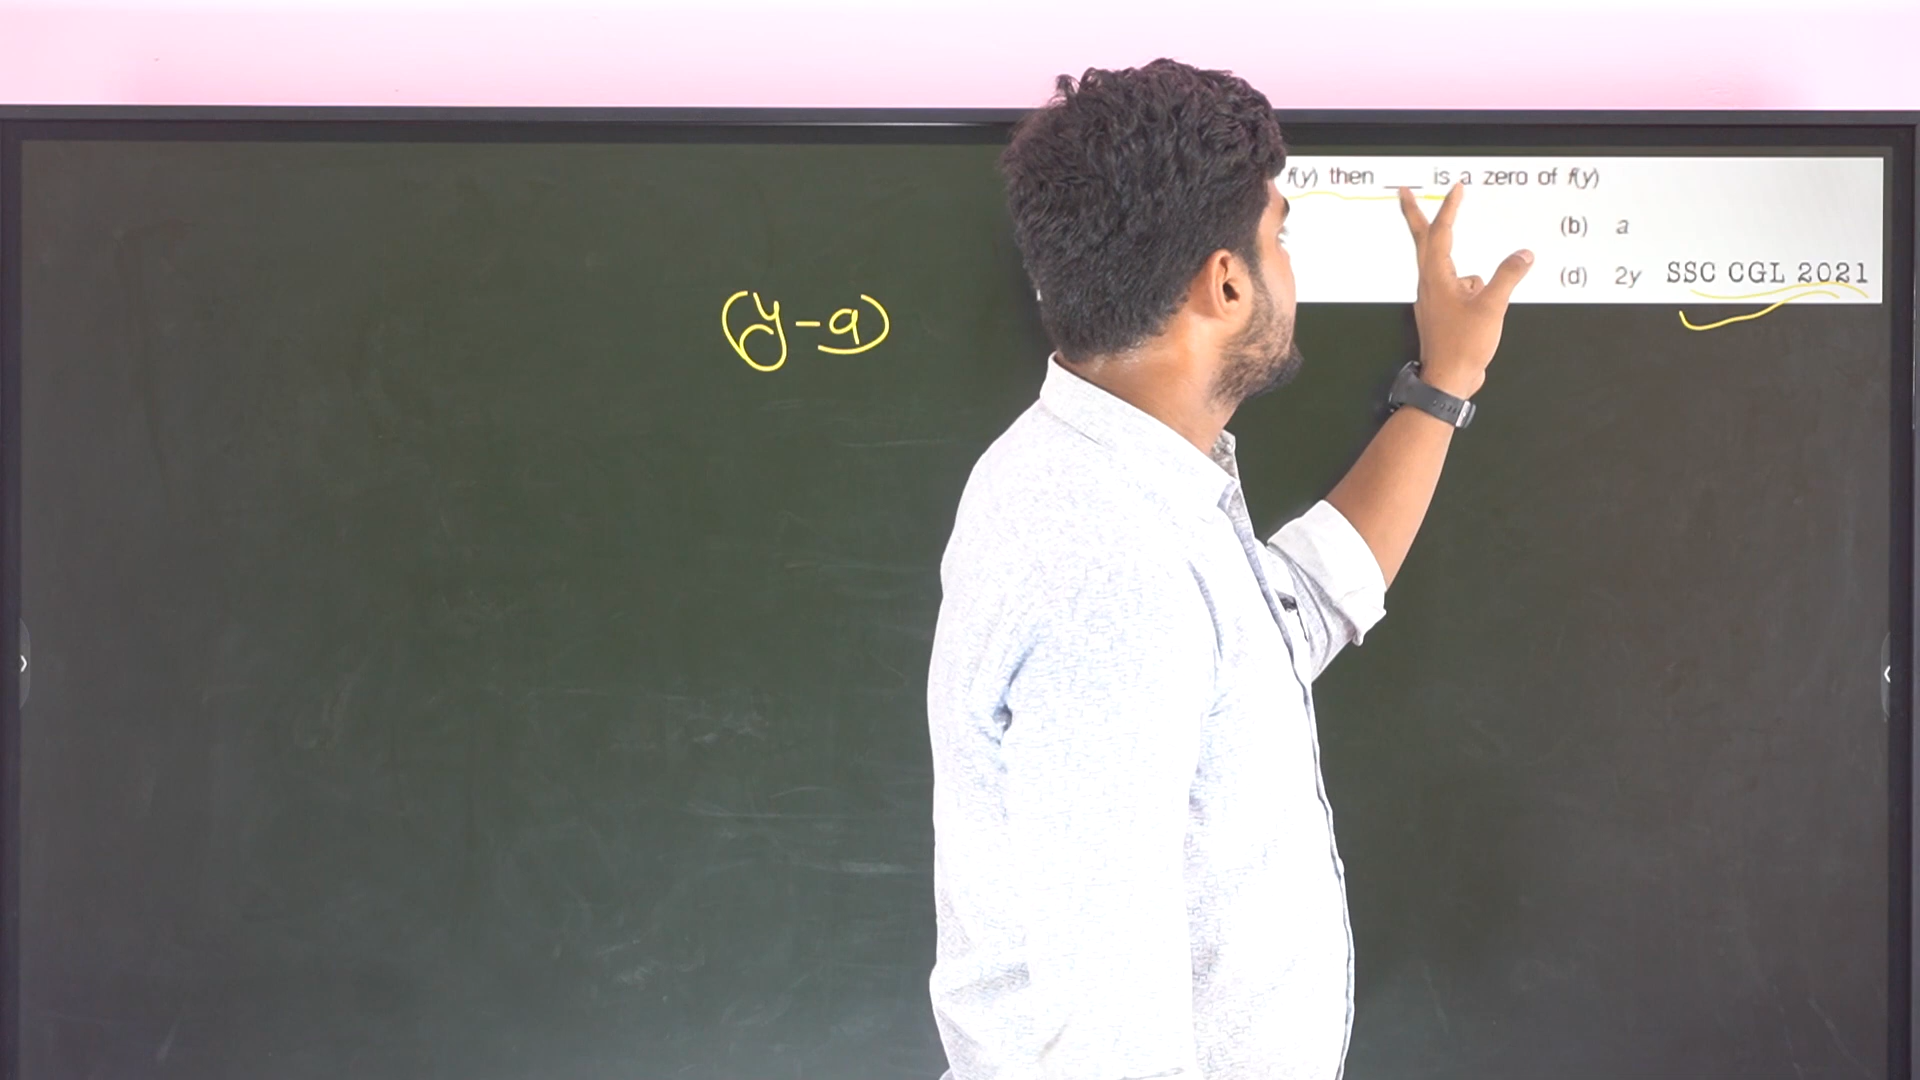 f(y) then ___ is a zero of f(y)
(b) a
(d) 2y SSC CGL 2021
(y-a)